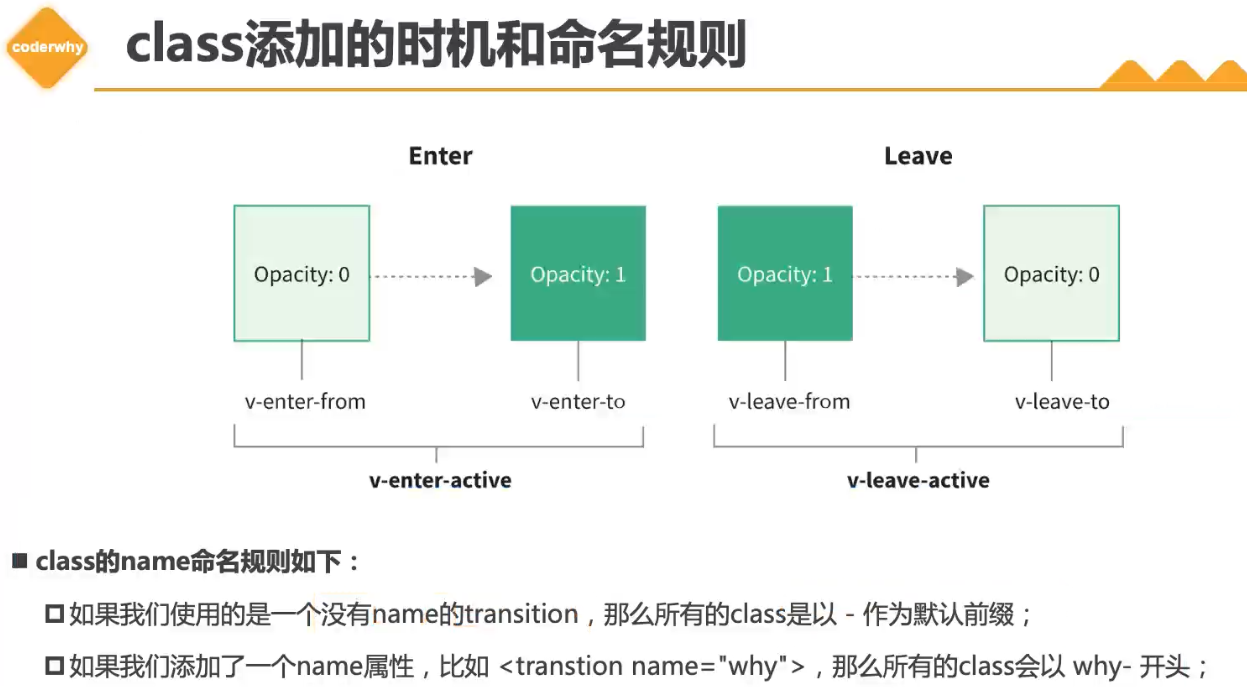 coderwhy
class添加的时机和命名规则
Enter
Leave
Opacity: 0
Opacity: 1
Opacity: 1
Opacity: 0
v-enter-from
v-enter-to
v-leave-from
v-leave-to
v-enter-active
v-leave-active
class的name命名规则如下：
如果我们使用的是一个没有name的transition，那么所有的class是以 - 作为默认前缀；
如果我们添加了一个name属性，比如 <transtion name="why">，那么所有的class会以 why- 开头；